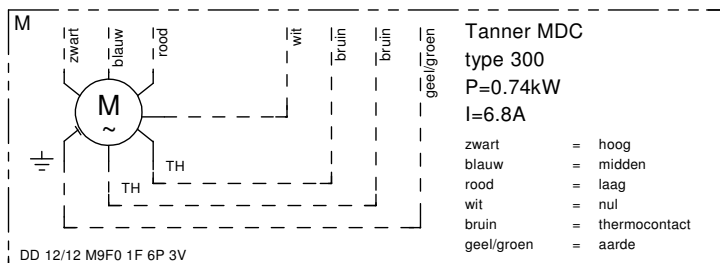 M
zwart
blauw
rood
wit
bruin
bruin
geel/groen
M
~
TH
TH
DD 12/12 M9F0 1F 6P 3V
Tanner MDC
type 300
P=0.74kW
I=6.8A
zwart = hoog
blauw = midden
rood = laag
wit = nul
bruin = thermocontact
geel/groen = aarde